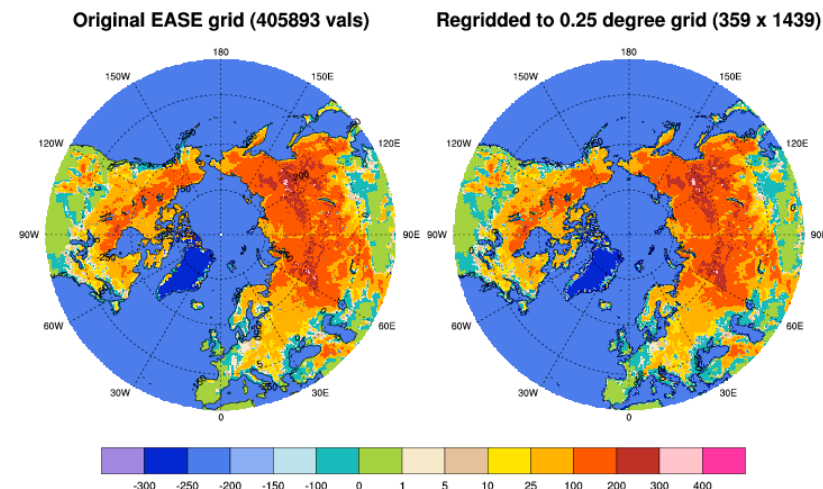 Original EASE grid (405893 vals)
Regridded to 0.25 degree grid (359 x 1439)
180
150W
150E
120W
120E
90W
90E
60W
60E
30W
30E
0
180
150W
150E
120W
120E
90W
90E
60W
60E
30W
30E
0
-300 -250 -200 -150 -100 0 1 5 10 25 100 200 300 400